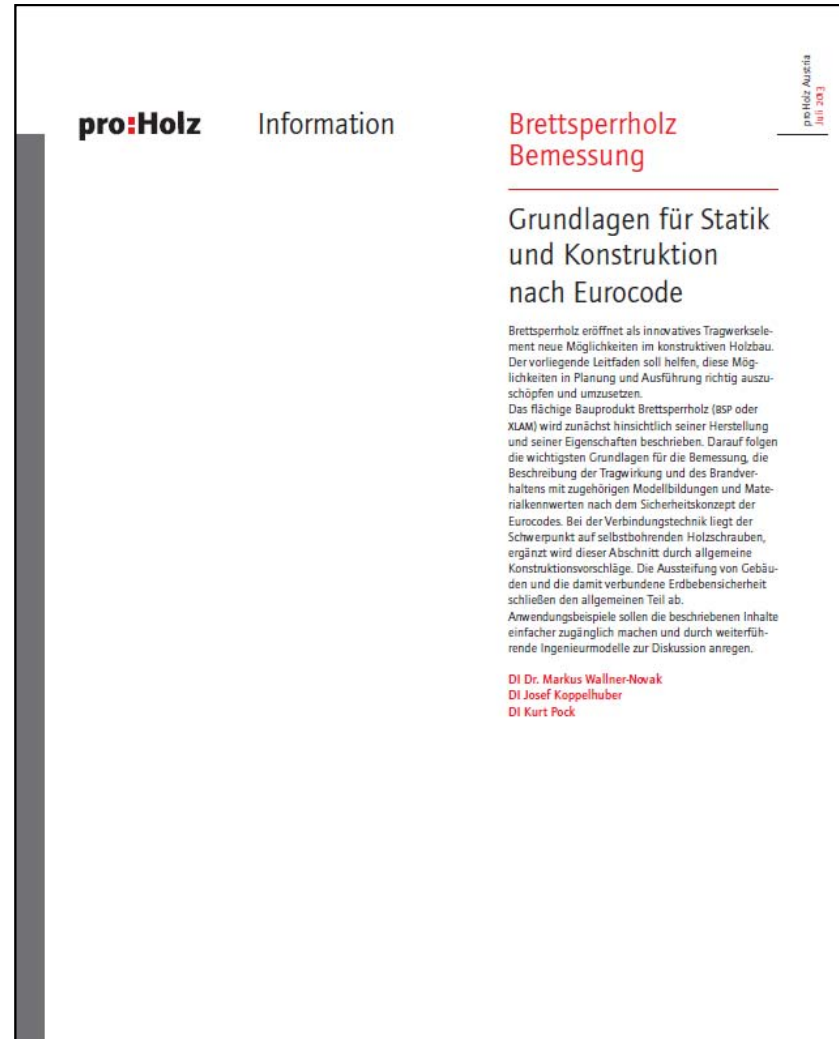 pro:Holz
Information
Brettsperrholz
Bemessung
proHolz Austria
Juli 2013
Grundlagen für Statik
und Konstruktion
nach Eurocode
Brettsperrholz eröffnet als innovatives Tragwerksele-
ment neue Möglichkeiten im konstruktiven Holzbau.
Der vorliegende Leitfaden soll helfen, diese Mög-
lichkeiten in Planung und Ausführung richtig auszu-
schöpfen und umzusetzen.
Das flächige Bauprodukt Brettsperrholz (BSP oder
XLAM) wird zunächst hinsichtlich seiner Herstellung
und seiner Eigenschaften beschrieben. Darauf folgen
die wichtigsten Grundlagen für die Bemessung, die
Beschreibung der Tragwirkung und des Brandver-
haltens mit zugehörigen Modellbildungen und Mate-
rialkennwerten nach dem Sicherheitskonzept der
Eurocodes. Bei der Verbindungstechnik liegt der
Schwerpunkt auf selbstbohrenden Holzschrauben,
ergänzt wird dieser Abschnitt durch allgemeine
Konstruktionsvorschläge. Die Aussteifung von Gebäu-
den und die damit verbundene Erdbebensicherheit
schließen den allgemeinen Teil ab.
Anwendungsbeispiele sollen die beschriebenen Inhalte
einfacher zugänglich machen und durch weiterfüh-
rende Ingenieurmodelle zur Diskussion anregen.
DI Dr. Markus Wallner-Novak
DI Josef Koppelhuber
DI Kurt Pock